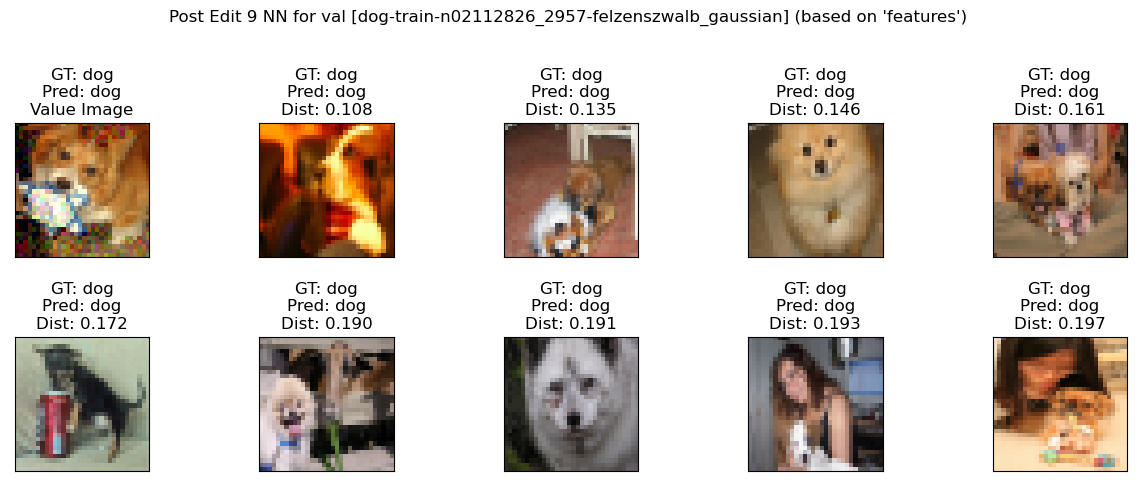 Post Edit 9 NN for val [dog-train-n02112826_2957-felzenszwalb_gaussian] (based on 'features')
GT: dog
Pred: dog
Value Image
GT: dog
Pred: dog
Dist: 0.108
GT: dog
Pred: dog
Dist: 0.135
GT: dog
Pred: dog
Dist: 0.146
GT: dog
Pred: dog
Dist: 0.161
GT: dog
Pred: dog
Dist: 0.172
GT: dog
Pred: dog
Dist: 0.190
GT: dog
Pred: dog
Dist: 0.191
GT: dog
Pred: dog
Dist: 0.193
GT: dog
Pred: dog
Dist: 0.197